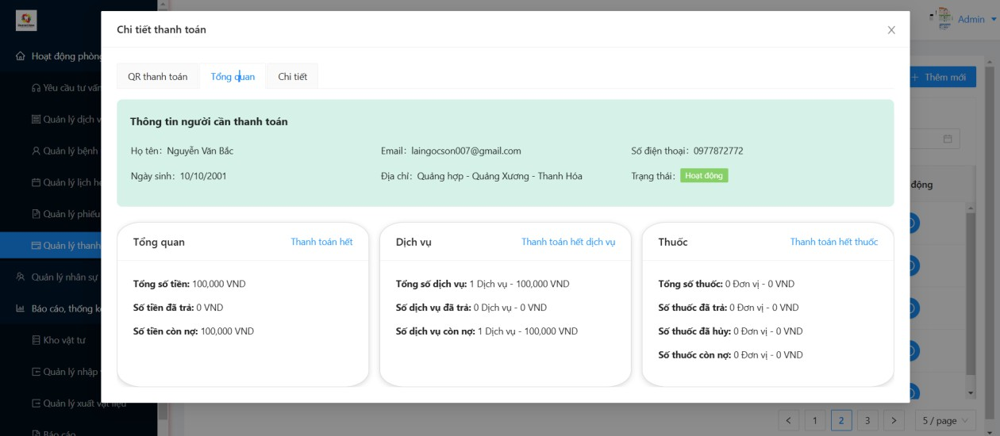 Chi tiết thanh toán
Admin
Hoạt động phòng
QR thanh toán
Tổng quan
Chi tiết
Thêm mới
Yêu cầu tư vấn
Thông tin người cần thanh toán
Quản lý dịch v
Họ tên: Nguyễn Văn Bắc
Email: laingocson007@gmail.com
Số điện thoại: 0977872772
Quản lý bệnh
Ngày sinh: 10/10/2001
Địa chỉ: Quảng hợp - Quảng Xương - Thanh Hóa
Trạng thái: Hoạt động
Quản lý lịch hẹ
động
Quản lý phiếu
Tổng quan
Thanh toán hết
Dịch vụ
Thanh toán hết dịch vụ
Thuốc
Thanh toán hết thuốc
Quản lý thanh
Quản lý nhân sự
Tổng số tiền: 100,000 VND
Số tiền đã trả: 0 VND
Số tiền còn nợ: 100,000 VND
Tổng số dịch vụ: 1 Dịch vụ - 100,000 VND
Số dịch vụ đã trả: 0 Dịch vụ - 0 VND
Số dịch vụ còn nợ: 1 Dịch vụ - 100,000 VND
Tổng số thuốc: 0 Đơn vị - 0 VND
Số thuốc đã trả: 0 Đơn vị - 0 VND
Số thuốc đã hủy: 0 Đơn vị - 0 VND
Số thuốc còn nợ: 0 Đơn vị - 0 VND
Báo cáo, thống kê
Kho vật tư
Quản lý nhập
Quản lý xuất vật liệu
Báo cáo
1
2
3
5 / page